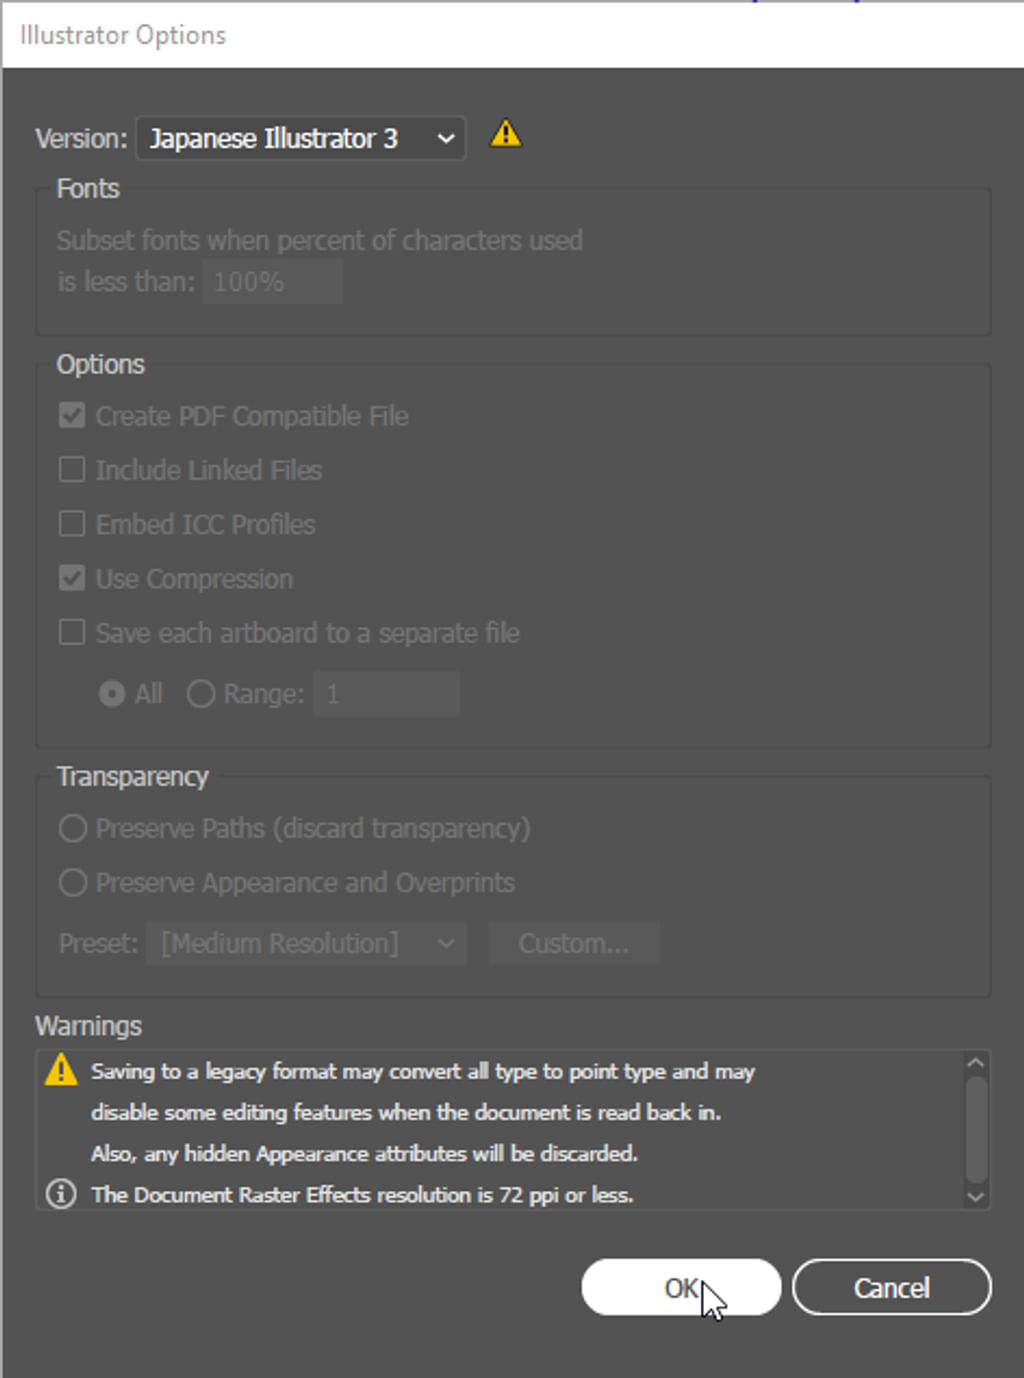 Illustrator Options
Version: Japanese Illustrator 3
Fonts
Subset fonts when percent of characters used
is less than: 100%
Options
Create PDF Compatible File
Include Linked Files
Embed ICC Profiles
Use Compression
Save each artboard to a separate file
All Range: 1
Transparency
Preserve Paths (discard transparency)
Preserve Appearance and Overprints
Preset: [Medium Resolution] Custom...
Warnings
Saving to a legacy format may convert all type to point type and may
disable some editing features when the document is read back in.
Also, any hidden Appearance attributes will be discarded.
The Document Raster Effects resolution is 72 ppi or less.
OK Cancel